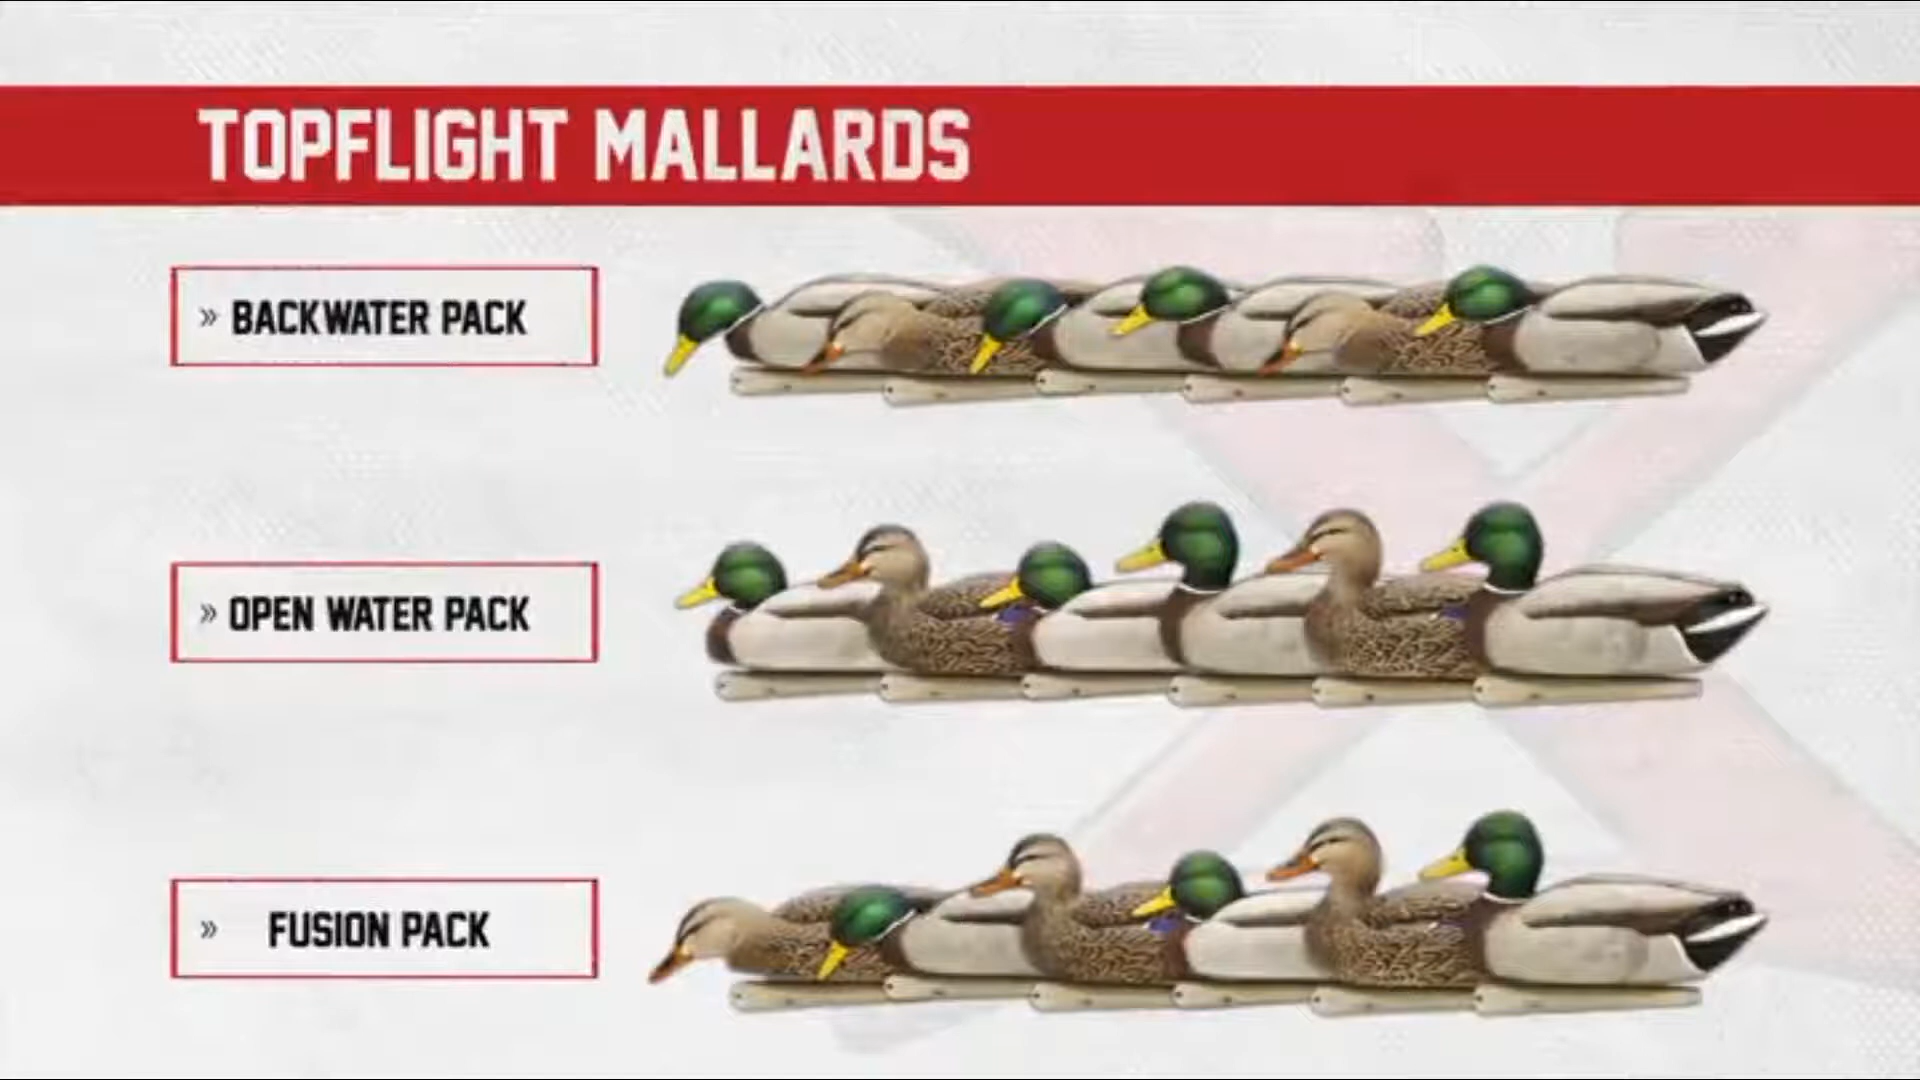 TOPFLIGHT MALLARDS
» BACKWATER PACK
» OPEN WATER PACK
» FUSION PACK